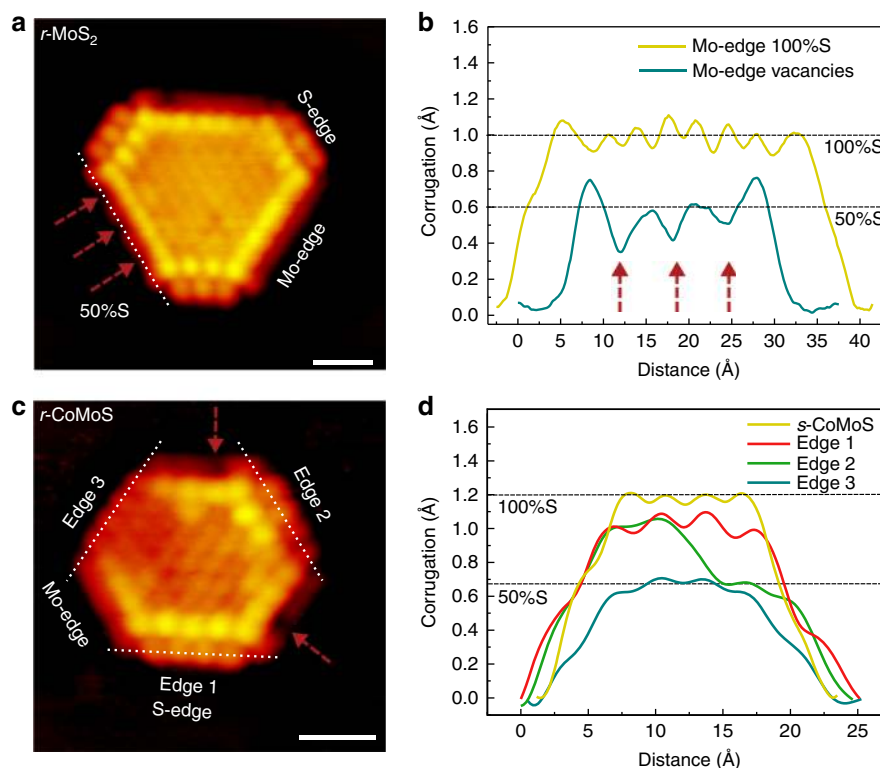 a
r-MoS2
S-edge
Mo-edge
50%S
b
Mo-edge 100%S
Mo-edge vacancies
Corrugation (Å)
1.6
1.4
1.2
1.0
0.8
0.6
0.4
0.2
0.0
100%S
50%S
0 5 10 15 20 25 30 35 40
Distance (Å)
c
r-CoMoS
Edge 3
Edge 2
Mo-edge
Edge 1
S-edge
d
s-CoMoS
Edge 1
Edge 2
Edge 3
Corrugation (Å)
1.6
1.4
1.2
1.0
0.8
0.6
0.4
0.2
0.0
100%S
50%S
0 5 10 15 20 25
Distance (Å)